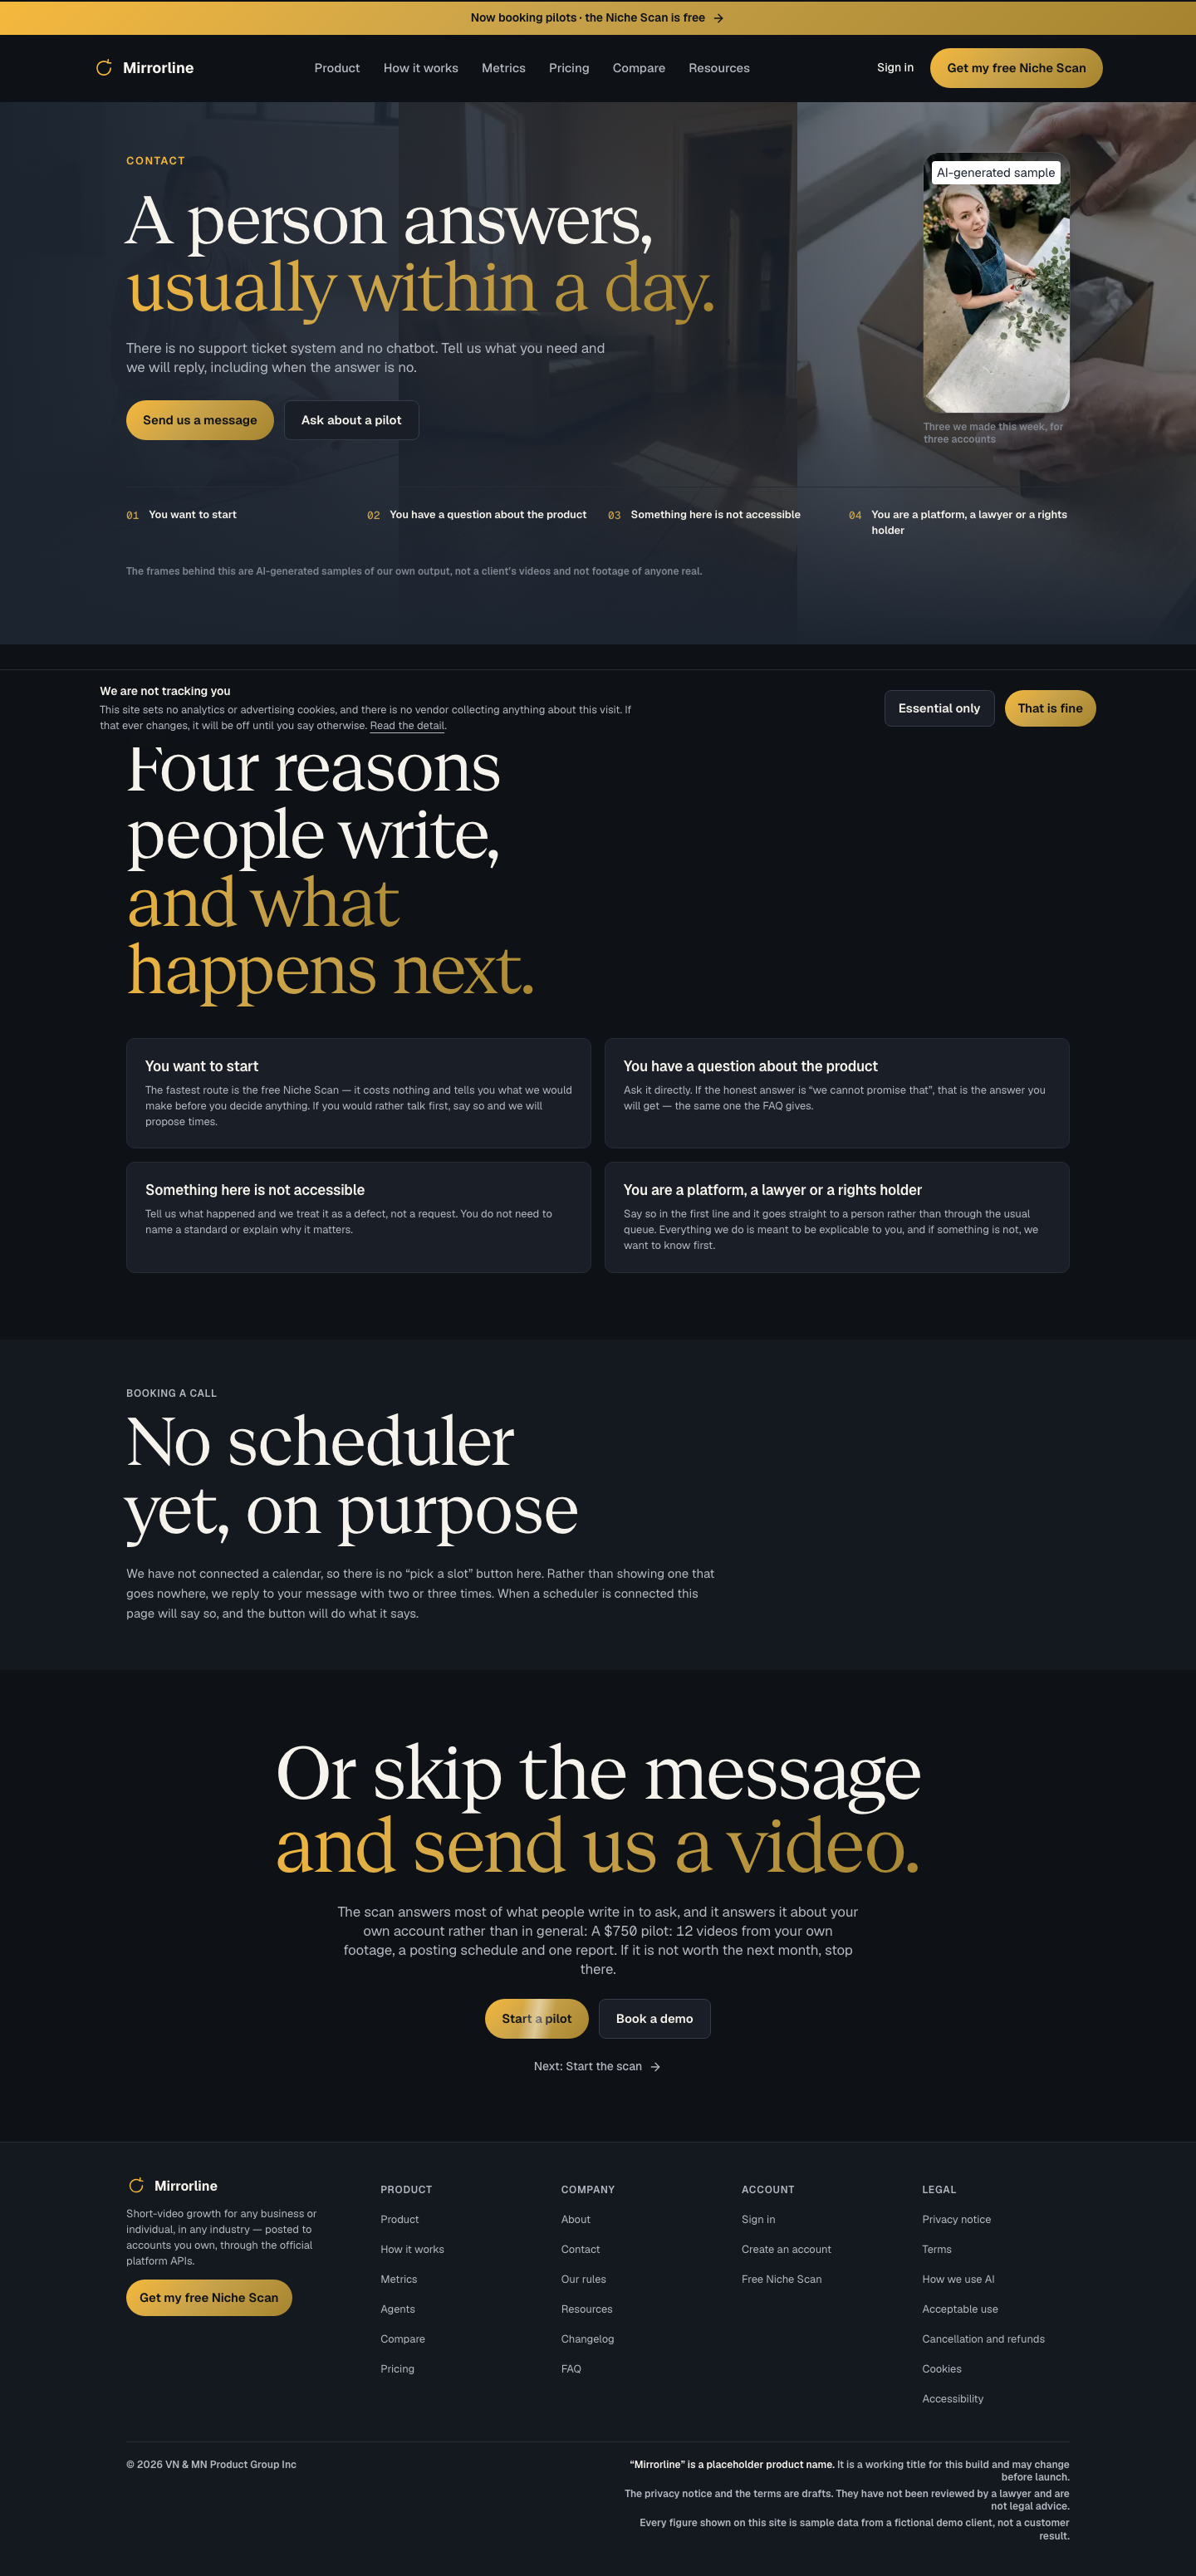 Now booking pilots · the Niche Scan is free →
Mirrorline
Product
How it works
Metrics
Pricing
Compare
Resources
Sign in
Get my free Niche Scan
CONTACT
A person answers,
usually within a day.
There is no support ticket system and no chatbot. Tell us what you need and
we will reply, including when the answer is no.
Send us a message
Ask about a pilot
AI-generated sample
Three we made this week, for
three accounts
01 You want to start
02 You have a question about the product
03 Something here is not accessible
04 You are a platform, a lawyer or a rights
holder
The frames behind this are AI-generated samples of our own output, not a client's videos and not footage of anyone real.
We are not tracking you
This site sets no analytics or advertising cookies, and there is no vendor collecting anything about this visit. If
that ever changes, it will be off until you say otherwise. Read the detail.
Essential only
That is fine
Four reasons
people write,
and what
happens next.
You want to start
The fastest route is the free Niche Scan — it costs nothing and tells you what we would
make before you decide anything. If you would rather talk first, say so and we will
propose times.
You have a question about the product
Ask it directly. If the honest answer is “we cannot promise that”, that is the answer you
will get — the same one the FAQ gives.
Something here is not accessible
Tell us what happened and we treat it as a defect, not a request. You do not need to
name a standard or explain why it matters.
You are a platform, a lawyer or a rights holder
Say so in the first line and it goes straight to a person rather than through the usual
queue. Everything we do is meant to be explicable to you, and if something is not, we
want to know first.
BOOKING A CALL
No scheduler
yet, on purpose
We have not connected a calendar, so there is no “pick a slot” button here. Rather than showing one that
goes nowhere, we reply to your message with two or three times. When a scheduler is connected this
page will say so, and the button will do what it says.
Or skip the message
and send us a video.
The scan answers most of what people write in to ask, and it answers it about your
own account rather than in general: A $750 pilot: 12 videos from your own
footage, a posting schedule and one report. If it is not worth the next month, stop
there.
Start a pilot
Book a demo
Next: Start the scan →
Mirrorline
Short-video growth for any business or
individual, in any industry — posted to
accounts you own, through the official
platform APIs.
Get my free Niche Scan
PRODUCT
Product
How it works
Metrics
Agents
Compare
Pricing
COMPANY
About
Contact
Our rules
Resources
Changelog
FAQ
ACCOUNT
Sign in
Create an account
Free Niche Scan
LEGAL
Privacy notice
Terms
How we use AI
Acceptable use
Cancellation and refunds
Cookies
Accessibility
© 2026 VN & MN Product Group Inc
“Mirrorline” is a placeholder product name. It is a working title for this build and may change
before launch.
The privacy notice and the terms are drafts. They have not been reviewed by a lawyer and are
not legal advice.
Every figure shown on this site is sample data from a fictional demo client, not a customer
result.